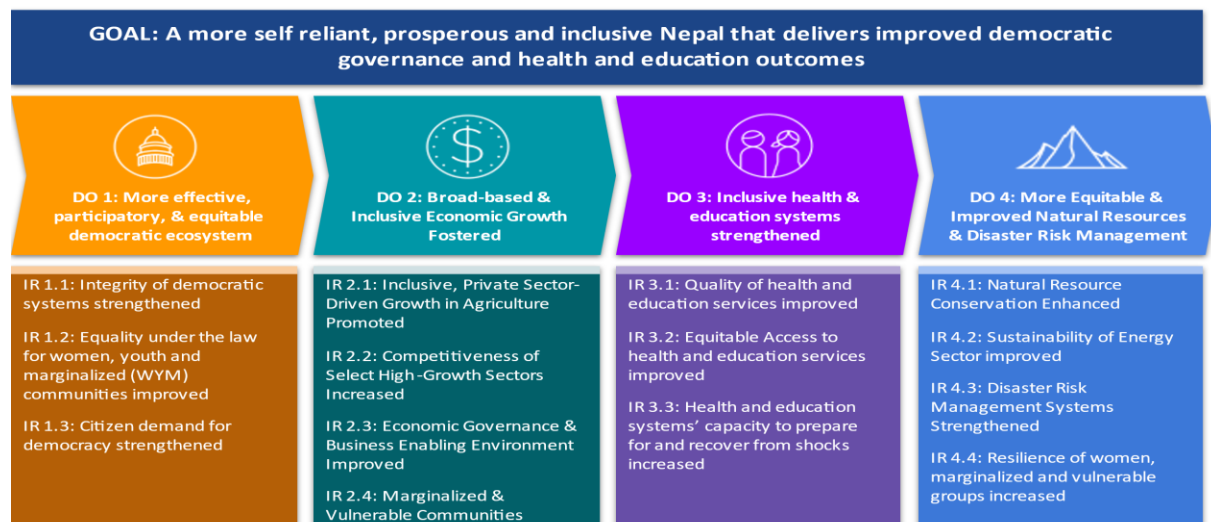 GOAL: A more self reliant, prosperous and inclusive Nepal that delivers improved democratic
governance and health and education outcomes
DO 1: More effective,
participatory, & equitable
democratic ecosystem
IR 1.1: Integrity of democratic
systems strengthened
IR 1.2: Equality under the law
for women, youth and
marginalized (WYM)
communities improved
IR 1.3: Citizen demand for
democracy strengthened
DO 2: Broad-based &
Inclusive Economic Growth
Fostered
IR 2.1: Inclusive, Private Sector-
Driven Growth in Agriculture
Promoted
IR 2.2: Competitiveness of
Select High-Growth Sectors
Increased
IR 2.3: Economic Governance &
Business Enabling Environment
Improved
IR 2.4: Marginalized &
Vulnerable Communities
DO 3: Inclusive health &
education systems
strengthened
IR 3.1: Quality of health and
education services improved
IR 3.2: Equitable Access to
health and education services
improved
IR 3.3: Health and education
systems’ capacity to prepare
for and recover from shocks
increased
DO 4: More Equitable &
Improved Natural Resources
& Disaster Risk Management
IR 4.1: Natural Resource
Conservation Enhanced
IR 4.2: Sustainability of Energy
Sector improved
IR 4.3: Disaster Risk
Management Systems
Strengthened
IR 4.4: Resilience of women,
marginalized and vulnerable
groups increased